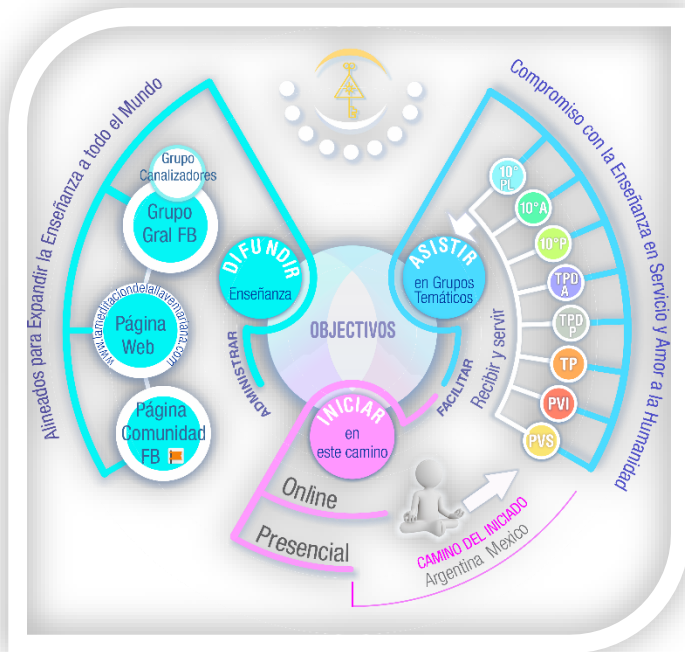 Alineados para Expandir la Enseñanza a todo el Mundo
Grupo
Canalizadores
Grupo
Gral FB
www.lameditaciondelallavemariana.com
Página
Web
Página
Comunidad
FB
DIFUNDIR
Enseñanza
ADMINISTRAR
OBJECTIVOS
ASISTIR
en Grupos
Temáticos
FACILITAR
INICIAR
en
este camino
Online
Presencial
CAMINO DEL INICIADO
Argentina Mexico
Recibir y servir
10°
PL
10°A
10°P
TPD
A
TPD
P
TP
PVI
PVS
Compromiso con la Enseñanza en Servicio y Amor a la Humanidad